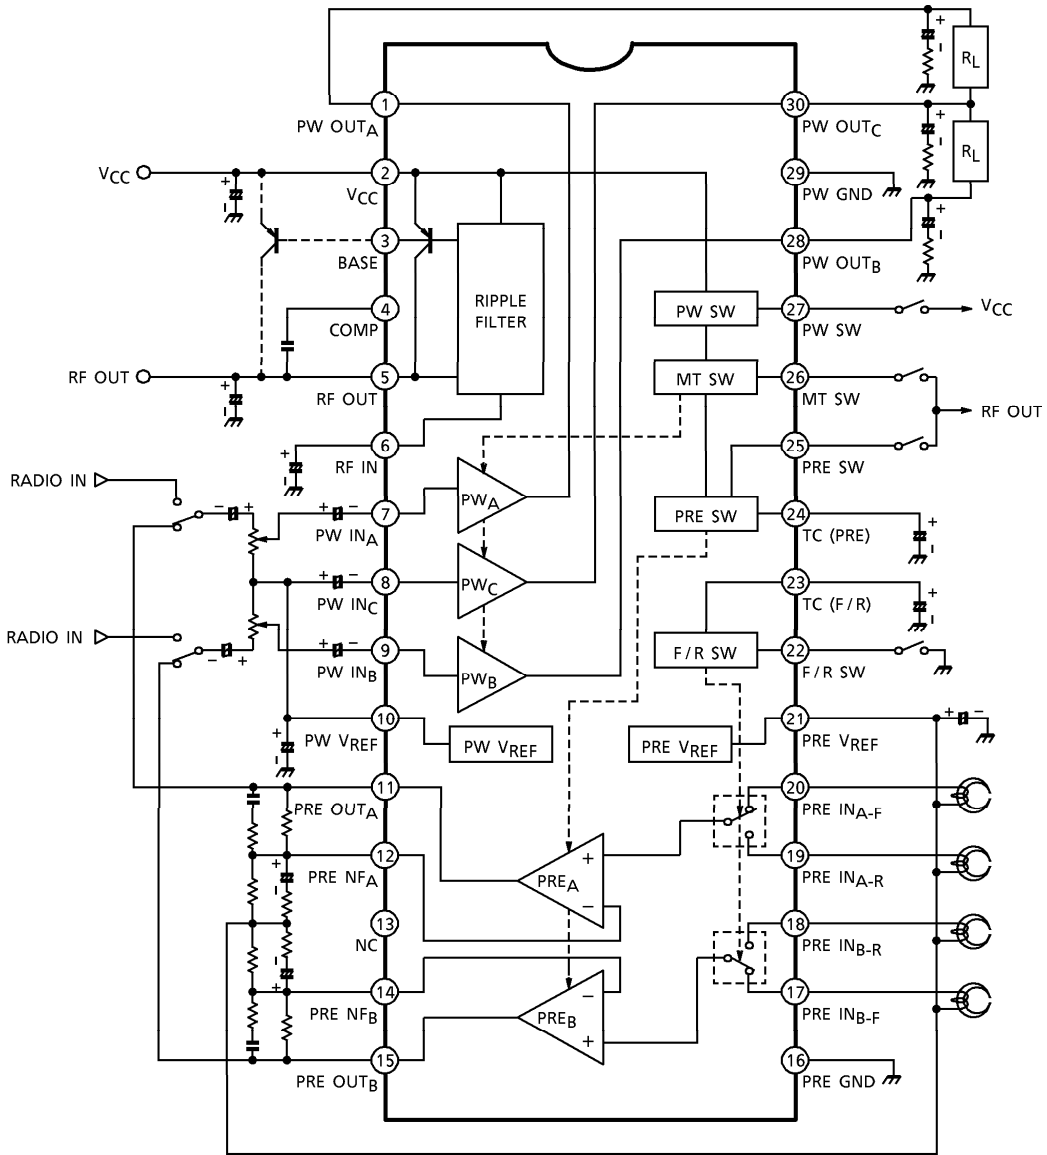 RL
1
PW OUTA
30
PW OUTC
RL
VCC
2
VCC
29
PW GND
3
BASE
28
PW OUTB
RIPPLE
FILTER
4
COMP
PW SW
27
PW SW
VCC
RF OUT
5
RF OUT
MT SW
26
MT SW
RF OUT
6
RF IN
25
PRE SW
RADIO IN
7
PW INA
PWA
PRE SW
24
TC (PRE)
8
PW INC
PWC
23
TC (F/R)
RADIO IN
9
PW INB
PWB
F/R SW
22
F/R SW
10
PW VREF
PW VREF
PRE VREF
21
PRE VREF
11
PRE OUTA
20
PRE INA-F
12
PRE NFA
PREA
19
PRE INA-R
13
NC
18
PRE INB-R
14
PRE NFB
PREB
17
PRE INB-F
15
PRE OUTB
16
PRE GND